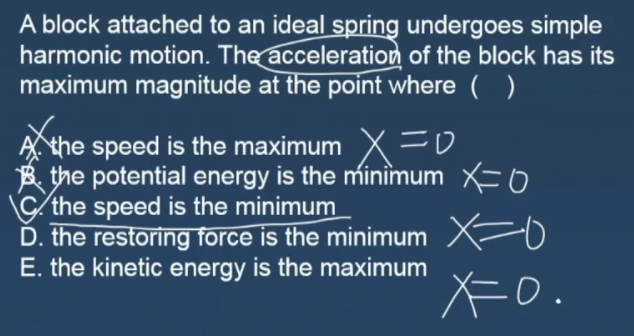 A block attached to an ideal spring undergoes simple
harmonic motion. The acceleration of the block has its
maximum magnitude at the point where (   )
A. the speed is the maximum x=0
B. the potential energy is the minimum x=0
C. the speed is the minimum
D. the restoring force is the minimum x=0
E. the kinetic energy is the maximum
x=0.